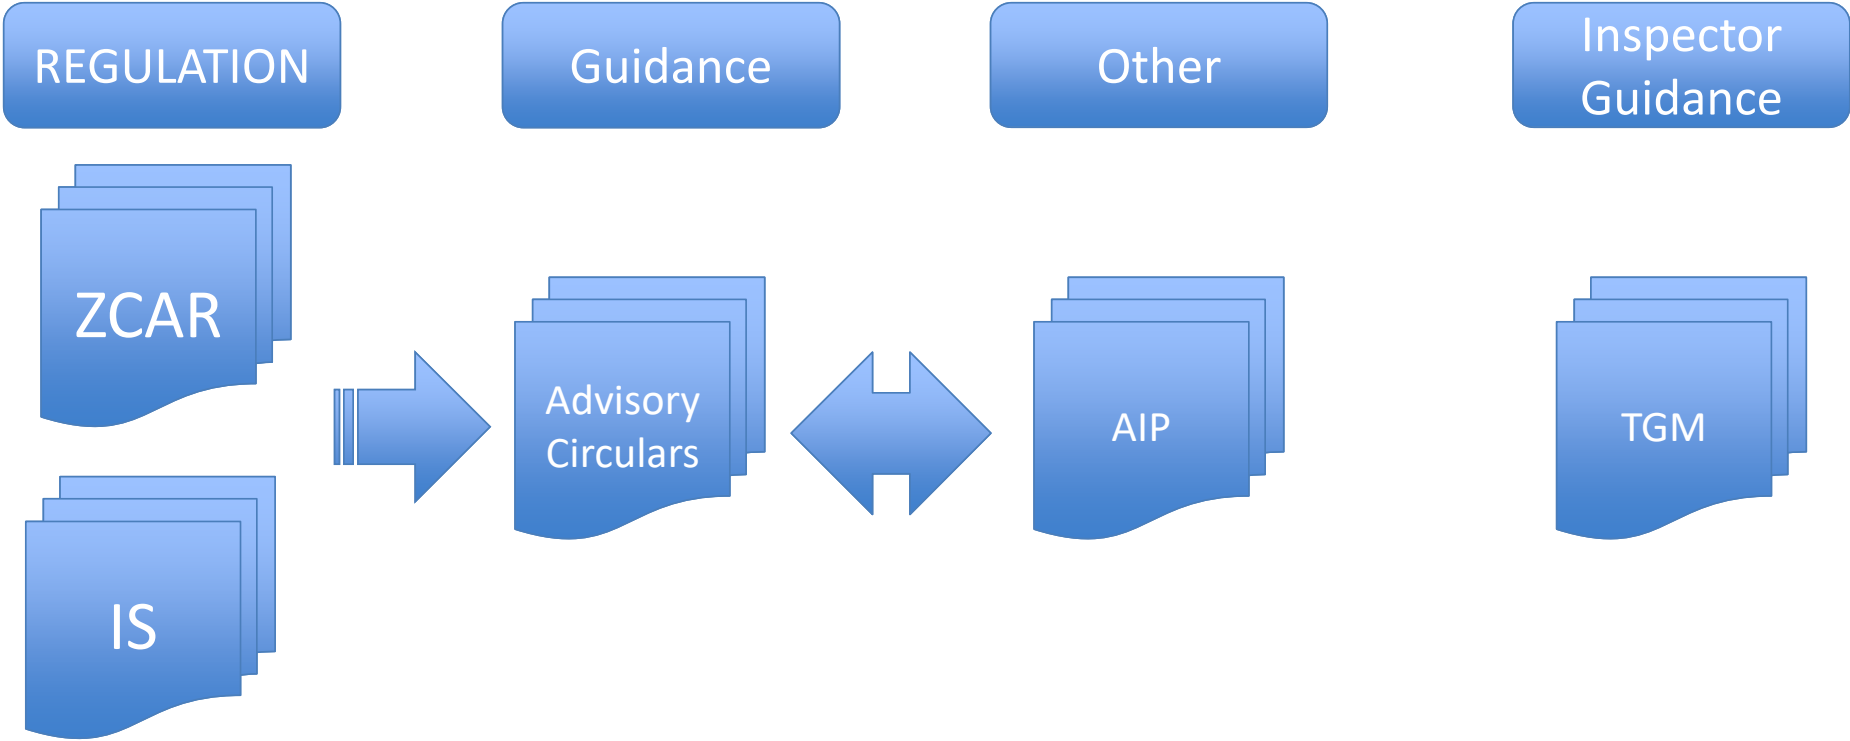 REGULATION
Guidance
Other
Inspector
Guidance
ZCAR
Advisory
Circulars
AIP
TGM
IS